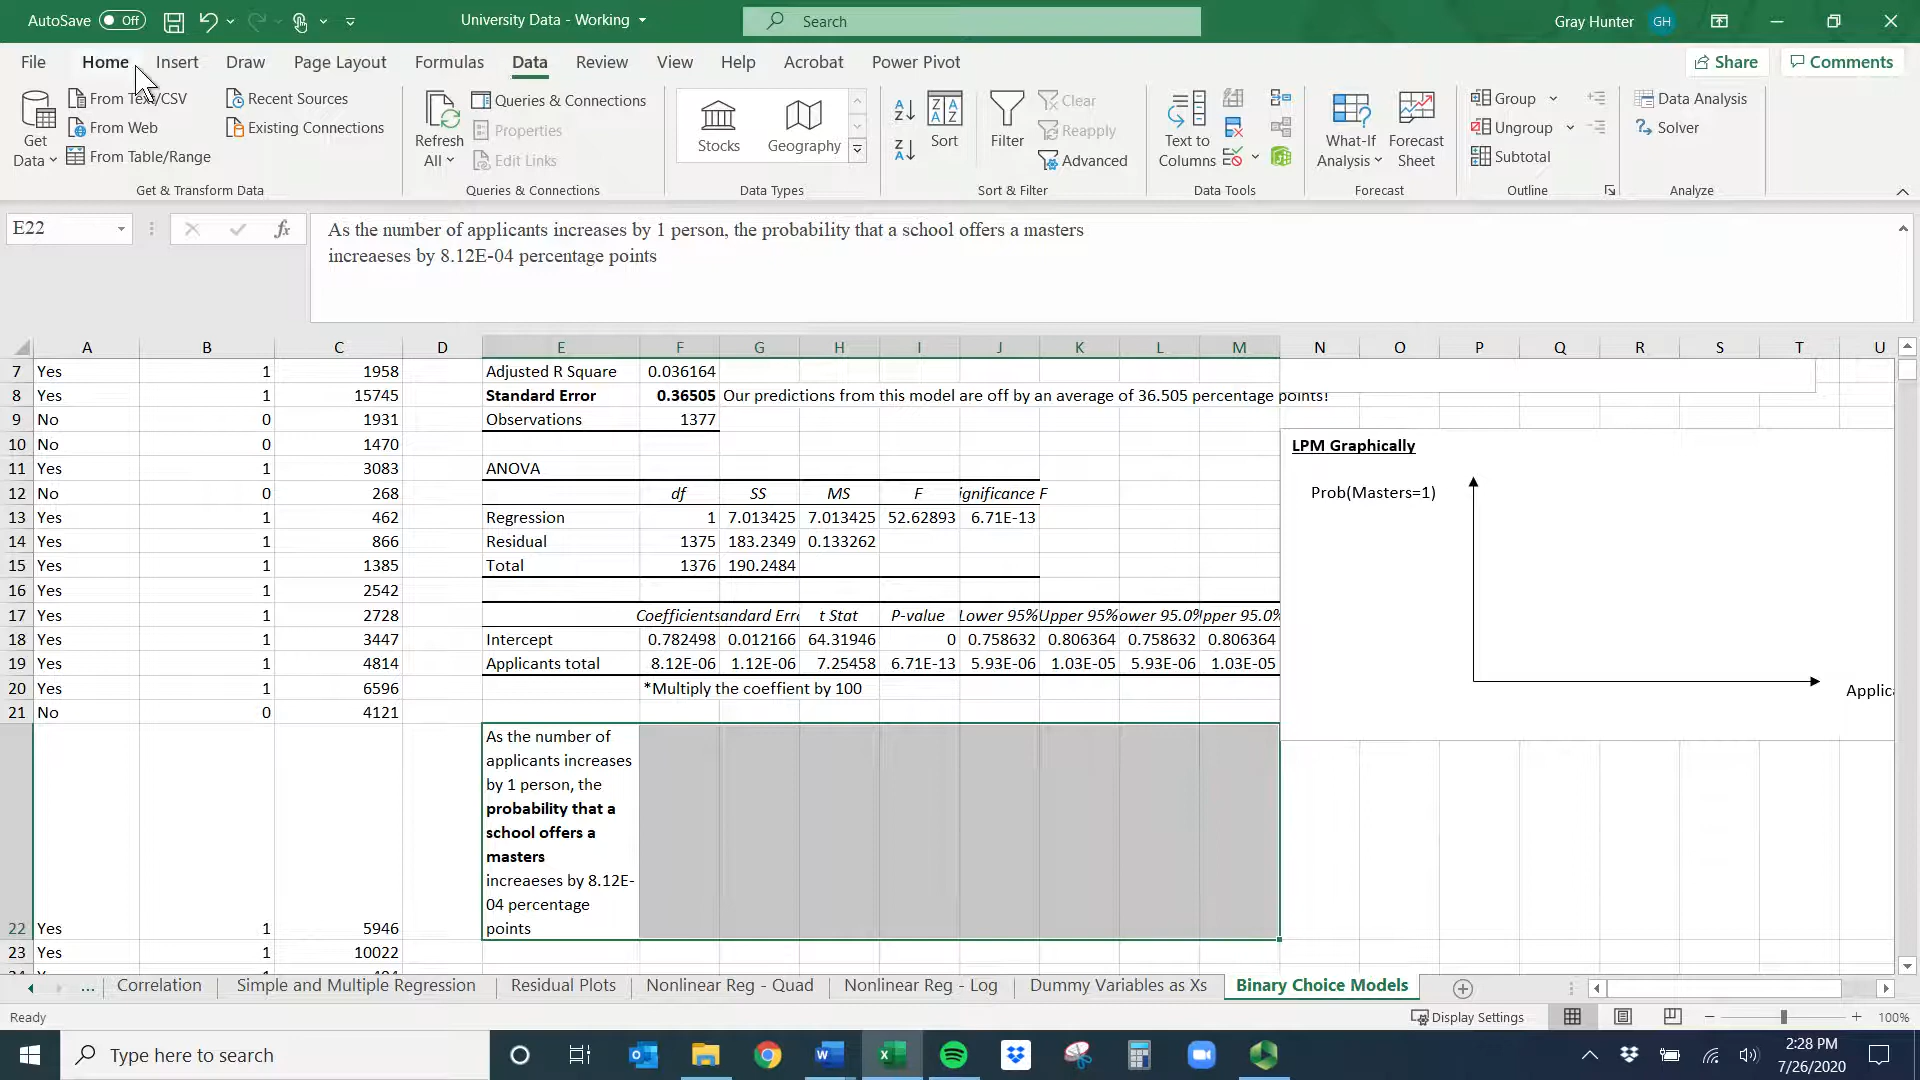 AutoSave Off
University Data - Working
Search
Gray Hunter GH
File Home Insert Draw Page Layout Formulas Data Review View Help Acrobat Power Pivot
Share Comments
Get Data
From Text/CSV
From Web
From Table/Range
Recent Sources
Existing Connections
Get & Transform Data
Refresh All
Queries & Connections
Properties
Edit Links
Queries & Connections
Stocks Geography
Data Types
Sort
Filter
Clear
Reapply
Advanced
Sort & Filter
Text to Columns
Data Tools
What-If Analysis
Forecast Sheet
Forecast
Group
Ungroup
Subtotal
Outline
Data Analysis
Solver
Analyze
E22
fx
As the number of applicants increases by 1 person, the probability that a school offers a masters
increaeses by 8.12E-04 percentage points
A B C D E F G H I J K L M N O P Q R S T U
7 Yes 1 1958 Adjusted R Square 0.036164
8 Yes 1 15745 Standard Error 0.36505 Our predictions from this model are off by an average of 36.505 percentage points!
9 No 0 1931 Observations 1377
10 No 0 1470
11 Yes 1 3083 ANOVA
12 No 0 268 df SS MS F ignificance F
13 Yes 1 462 Regression 1 7.013425 7.013425 52.62893 6.71E-13
14 Yes 1 866 Residual 1375 183.2349 0.133262
15 Yes 1 1385 Total 1376 190.2484
16 Yes 1 2542
17 Yes 1 2728 Coefficients andard Erro t Stat P-value Lower 95% Upper 95% ower 95.0% pper 95.0%
18 Yes 1 3447 Intercept 0.782498 0.012166 64.31946 0 0.758632 0.806364 0.758632 0.806364
19 Yes 1 4814 Applicants total 8.12E-06 1.12E-06 7.25458 6.71E-13 5.93E-06 1.03E-05 5.93E-06 1.03E-05
20 Yes 1 6596 *Multiply the coeffient by 100
21 No 0 4121
As the number of
applicants increases
by 1 person, the
probability that a
school offers a
masters
increaeses by 8.12E-
04 percentage
points
22 Yes 1 5946
23 Yes 1 10022
LPM Graphically
Prob(Masters=1)
Applica
... Correlation Simple and Multiple Regression Residual Plots Nonlinear Reg - Quad Nonlinear Reg - Log Dummy Variables as Xs Binary Choice Models
Ready
Display Settings
100%
Type here to search
2:28 PM
7/26/2020